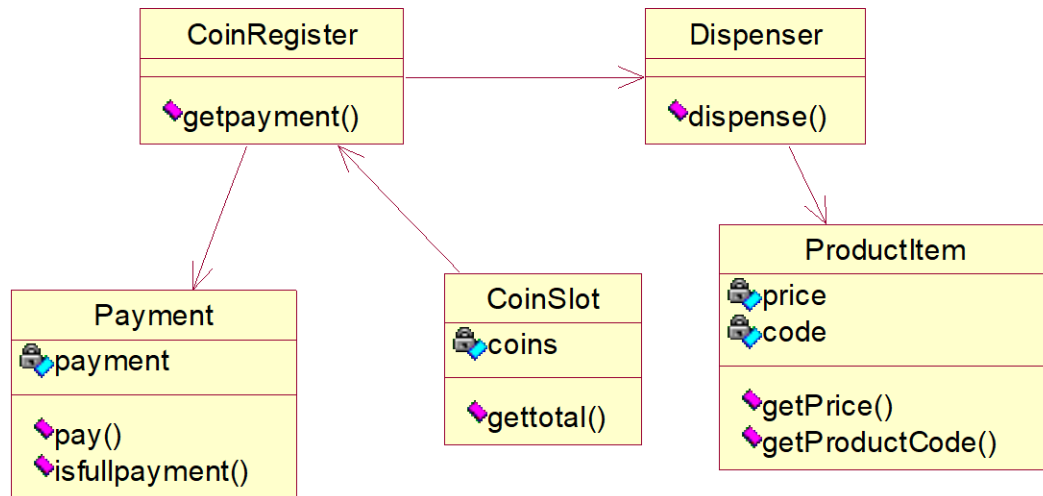 CoinRegister
getpayment()
Dispenser
dispense()
Payment
payment
pay()
isfullpayment()
CoinSlot
coins
gettotal()
ProductItem
price
code
getPrice()
getProductCode()